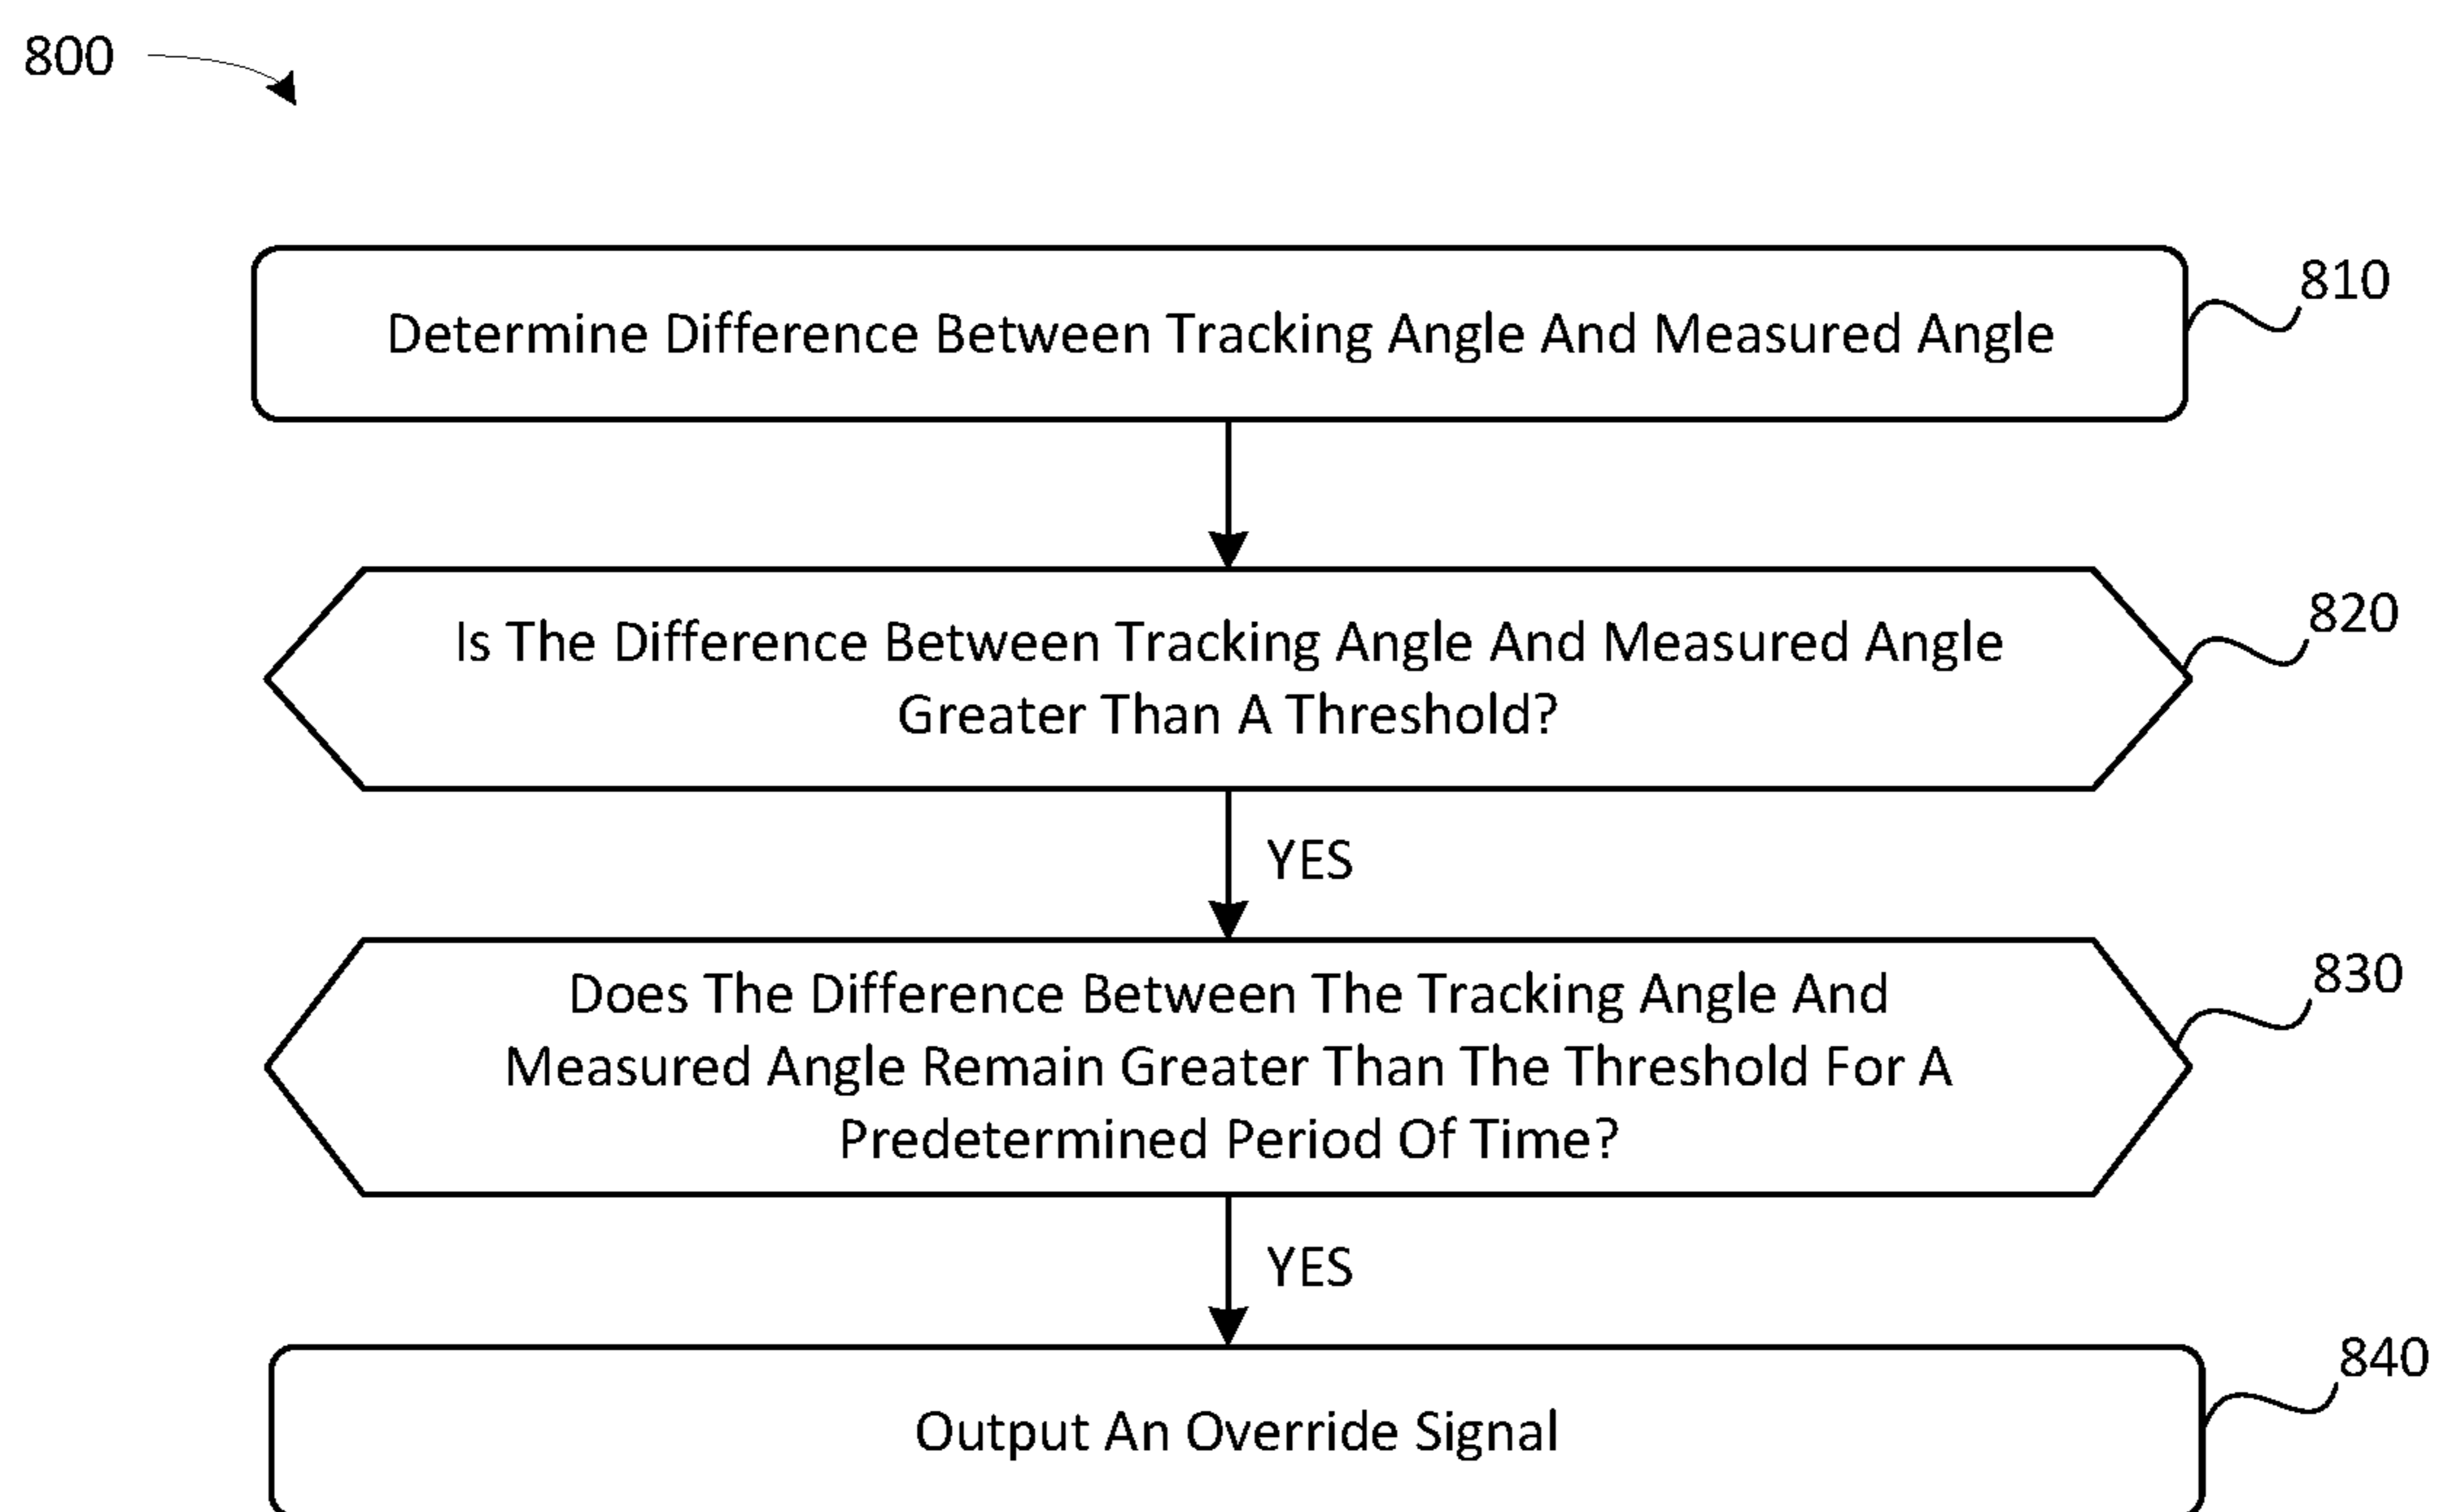 800
Determine Difference Between Tracking Angle And Measured Angle
810
Is The Difference Between Tracking Angle And Measured Angle
Greater Than A Threshold?
820
YES
Does The Difference Between The Tracking Angle And
Measured Angle Remain Greater Than The Threshold For A
Predetermined Period Of Time?
830
YES
Output An Override Signal
840